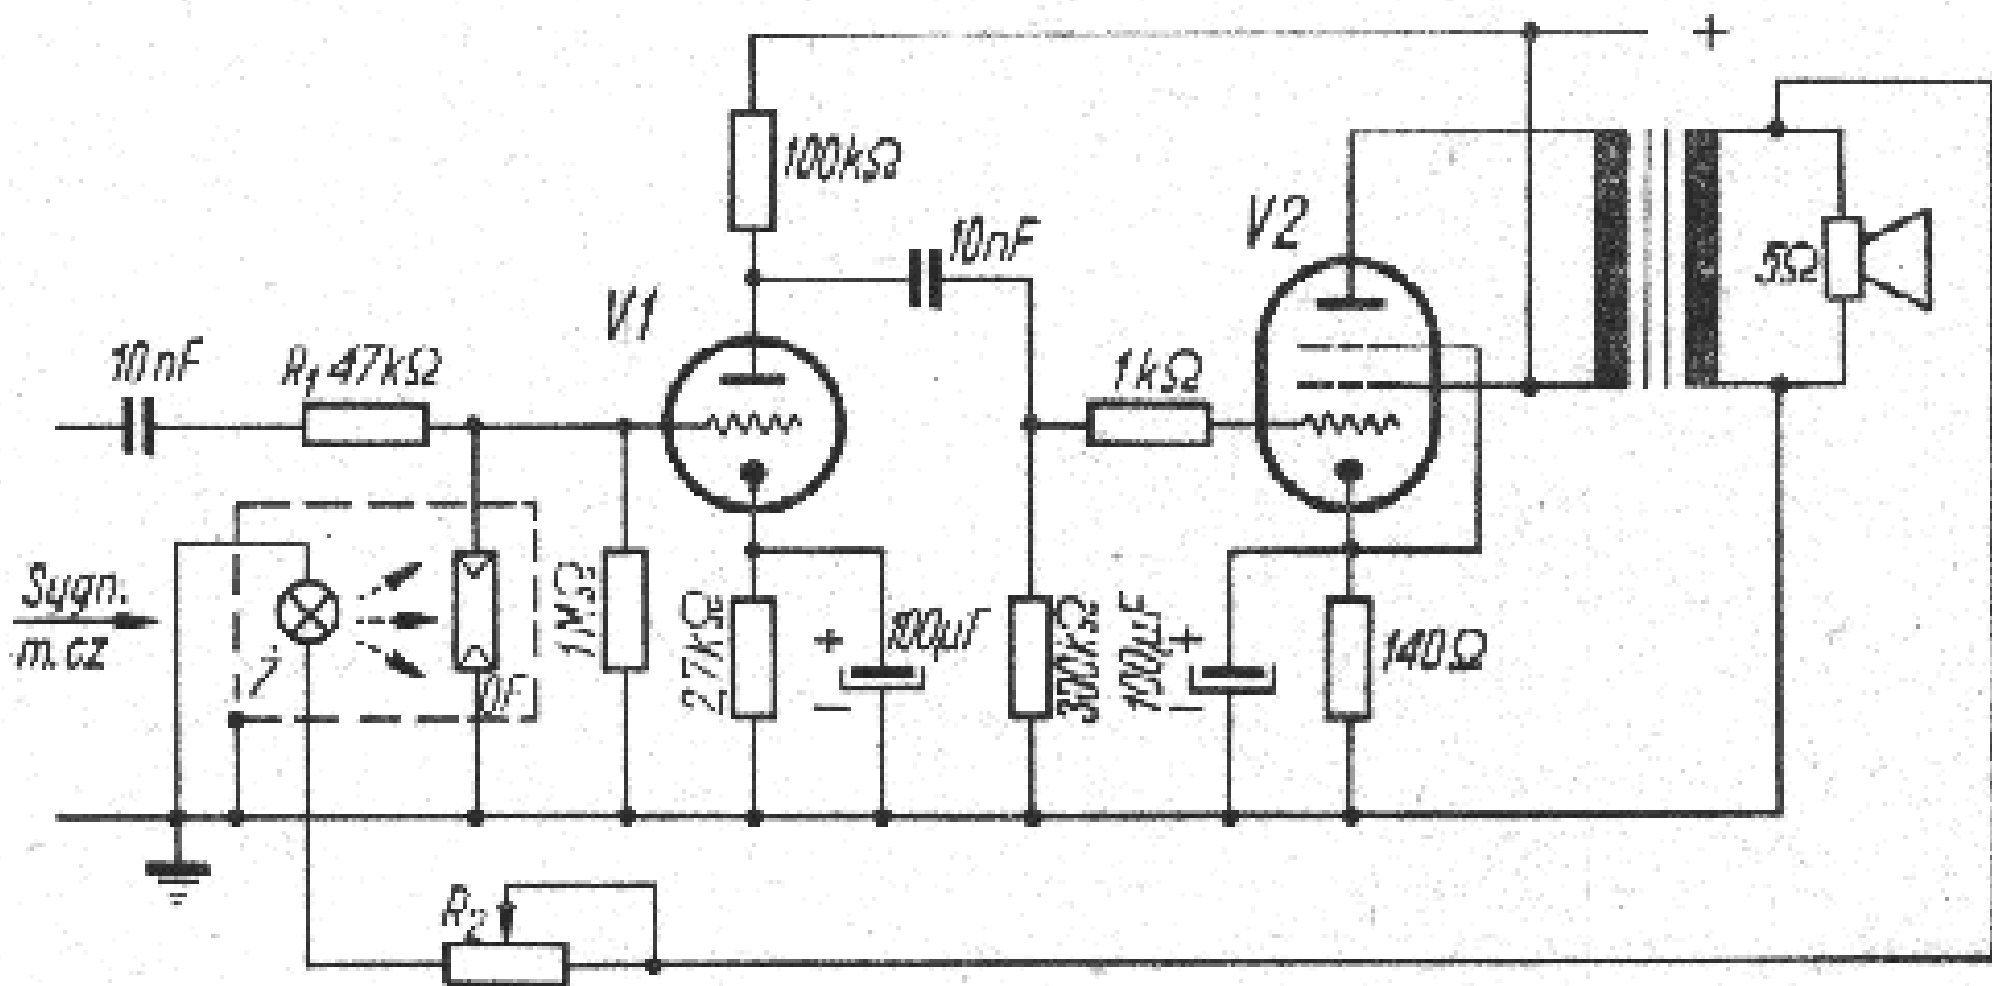 +
100kΩ
V2
10nF
5Ω
V1
10nF
R₁ 47kΩ
1kΩ
Sygn.
m.cz
Ż
OF
1MΩ
2.7kΩ
+
100µF
−
300kΩ
100µF
+
−
140Ω
R₂